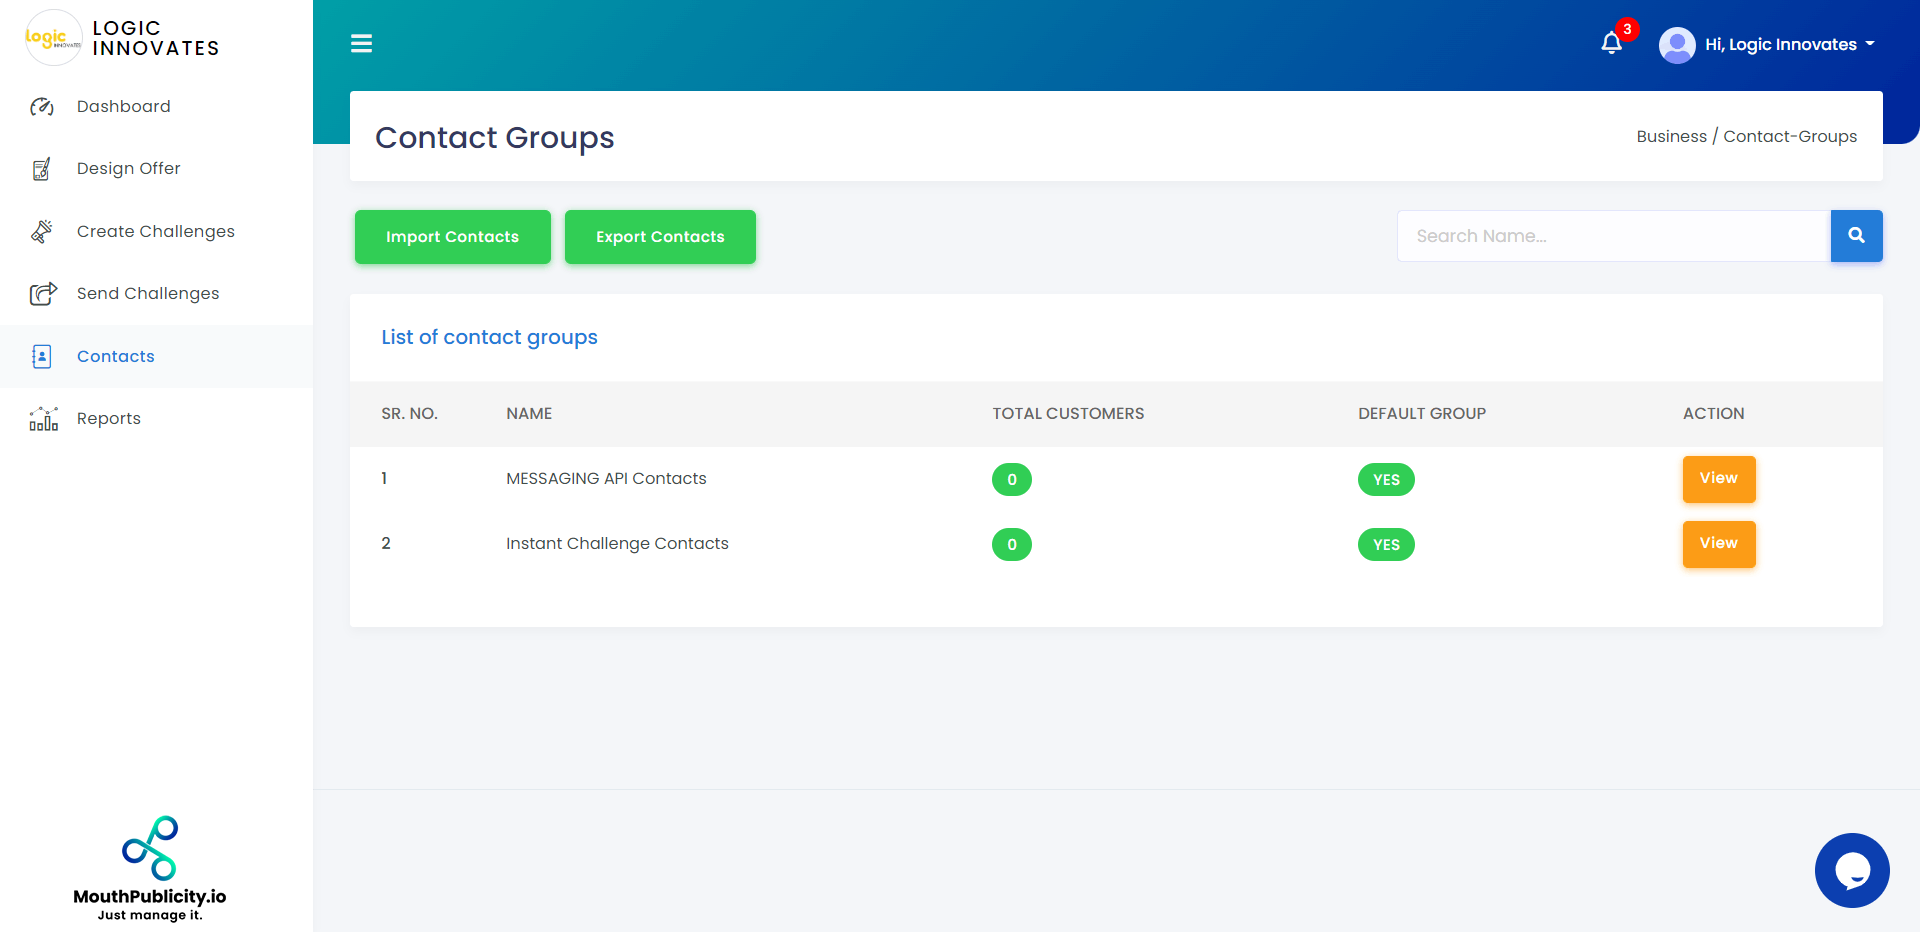 logic
INNOVATES
LOGIC
INNOVATES
Dashboard
Design Offer
Create Challenges
Send Challenges
Contacts
Reports
MouthPublicity.io
Just manage it.
3
Hi, Logic Innovates
Contact Groups
Business / Contact-Groups
Import Contacts
Export Contacts
Search Name...
List of contact groups
SR. NO. NAME TOTAL CUSTOMERS DEFAULT GROUP ACTION
1 MESSAGING API Contacts 0 YES View
2 Instant Challenge Contacts 0 YES View